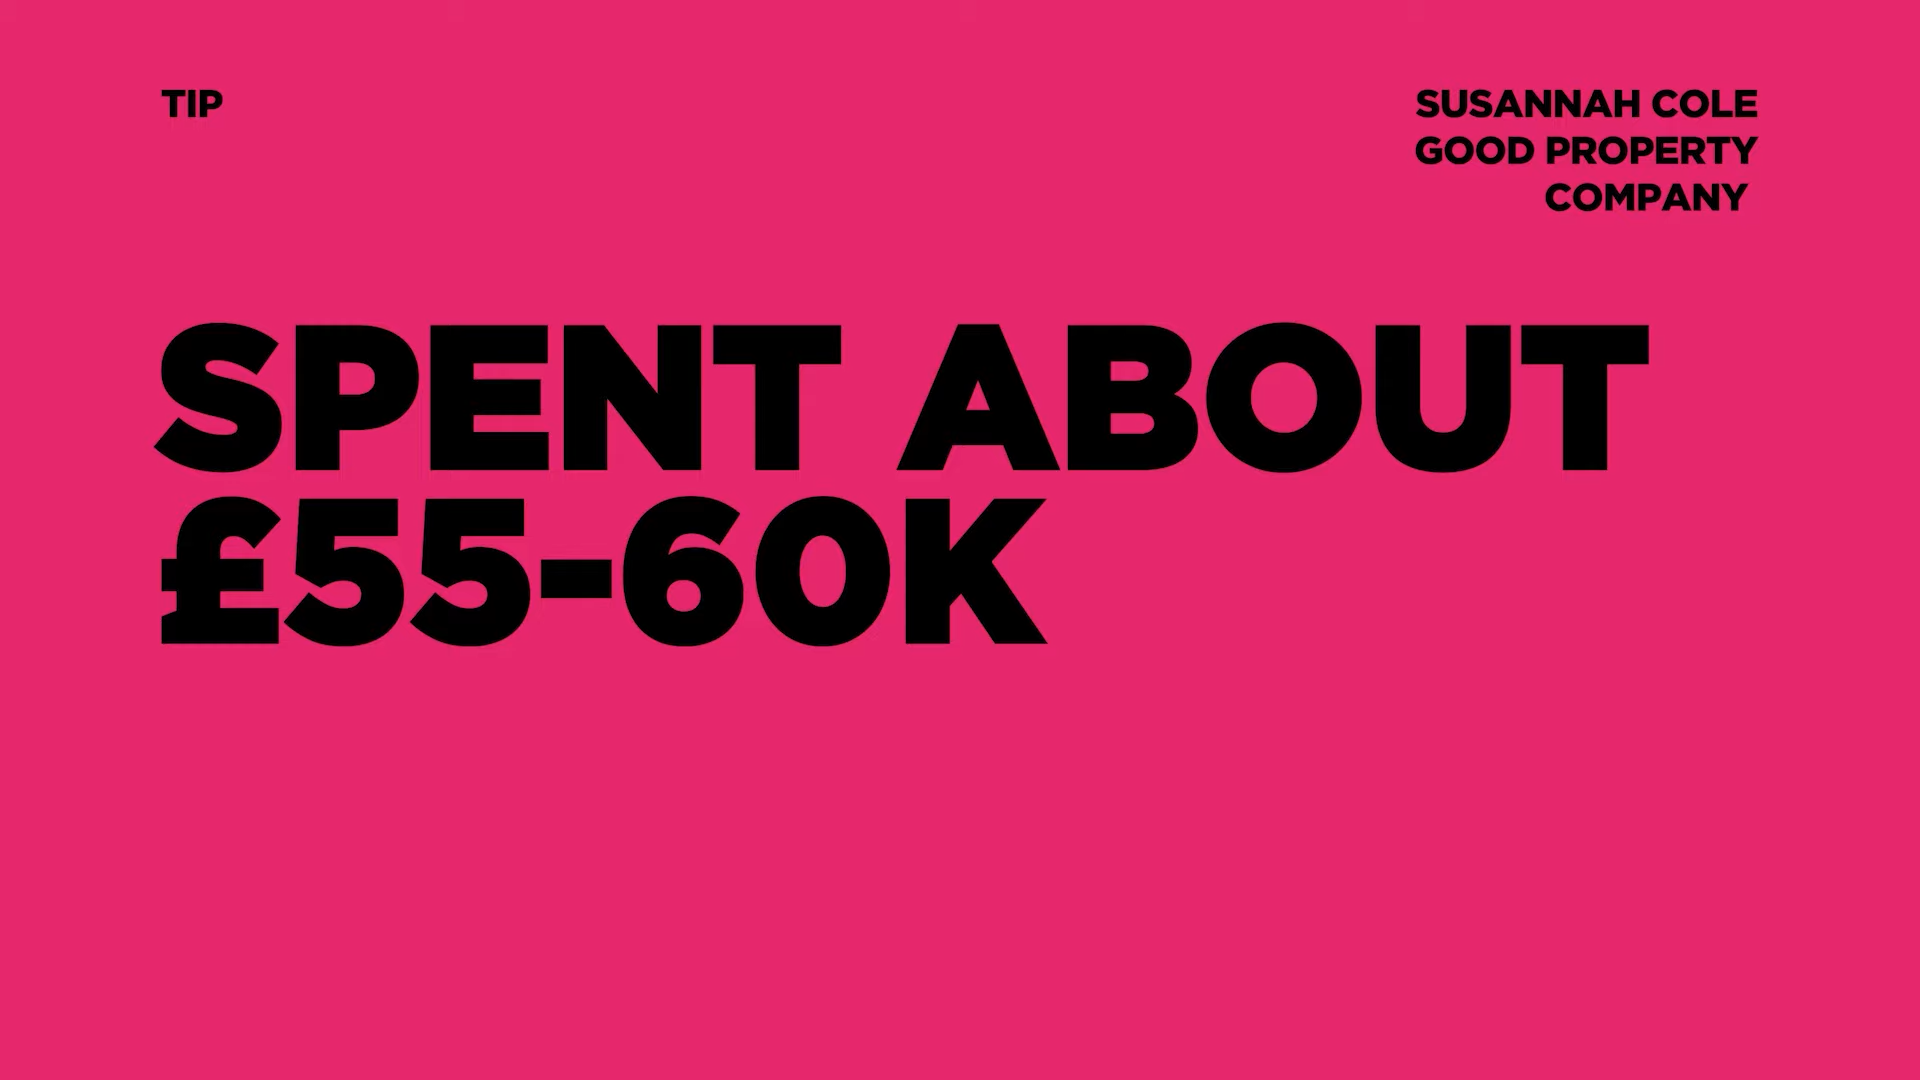 TIP
SUSANNAH COLE
GOOD PROPERTY
COMPANY
SPENT ABOUT
£55-60K